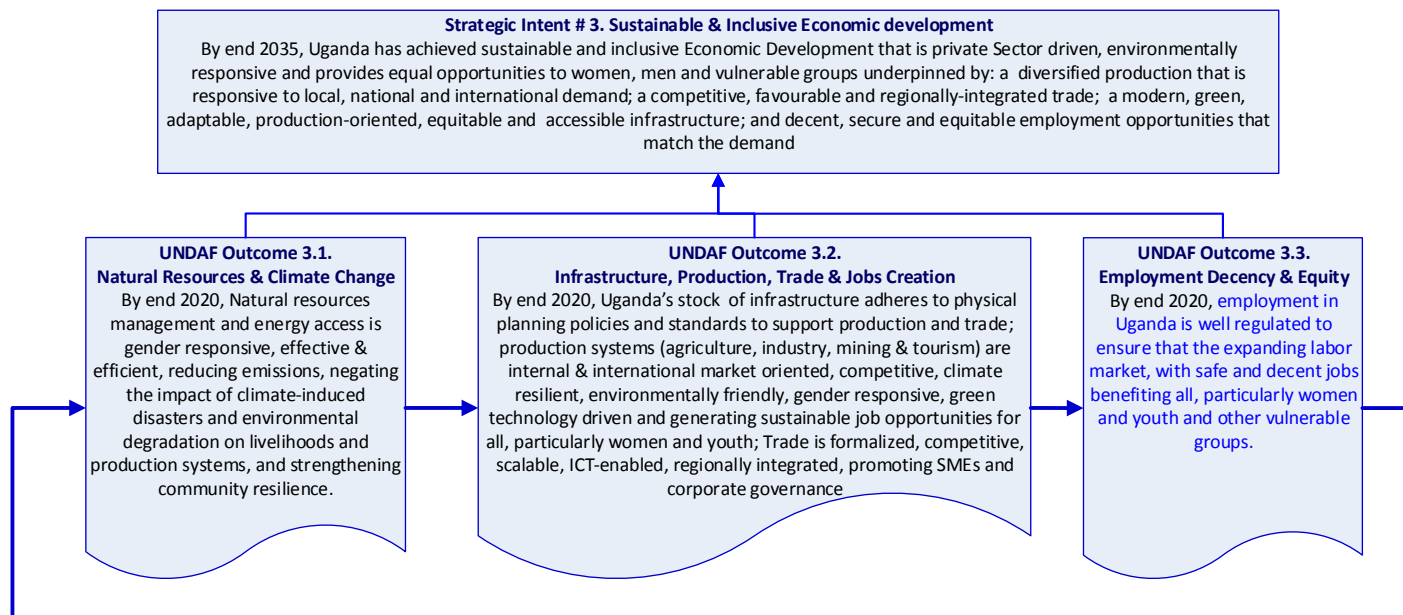 Strategic Intent # 3. Sustainable & Inclusive Economic development
By end 2035, Uganda has achieved sustainable and inclusive Economic Development that is private Sector driven, environmentally
responsive and provides equal opportunities to women, men and vulnerable groups underpinned by: a diversified production that is
responsive to local, national and international demand; a competitive, favourable and regionally-integrated trade; a modern, green,
adaptable, production-oriented, equitable and accessible infrastructure; and decent, secure and equitable employment opportunities that
match the demand
UNDAF Outcome 3.1.
Natural Resources & Climate Change
By end 2020, Natural resources
management and energy access is
gender responsive, effective &
efficient, reducing emissions, negating
the impact of climate-induced
disasters and environmental
degradation on livelihoods and
production systems, and strengthening
community resilience.
UNDAF Outcome 3.2.
Infrastructure, Production, Trade & Jobs Creation
By end 2020, Uganda’s stock of infrastructure adheres to physical
planning policies and standards to support production and trade;
production systems (agriculture, industry, mining & tourism) are
internal & international market oriented, competitive, climate
resilient, environmentally friendly, gender responsive, green
technology driven and generating sustainable job opportunities for
all, particularly women and youth; Trade is formalized, competitive,
scalable, ICT-enabled, regionally integrated, promoting SMEs and
corporate governance
UNDAF Outcome 3.3.
Employment Decency & Equity
By end 2020, employment in
Uganda is well regulated to
ensure that the expanding labor
market, with safe and decent jobs
benefiting all, particularly women
and youth and other vulnerable
groups.